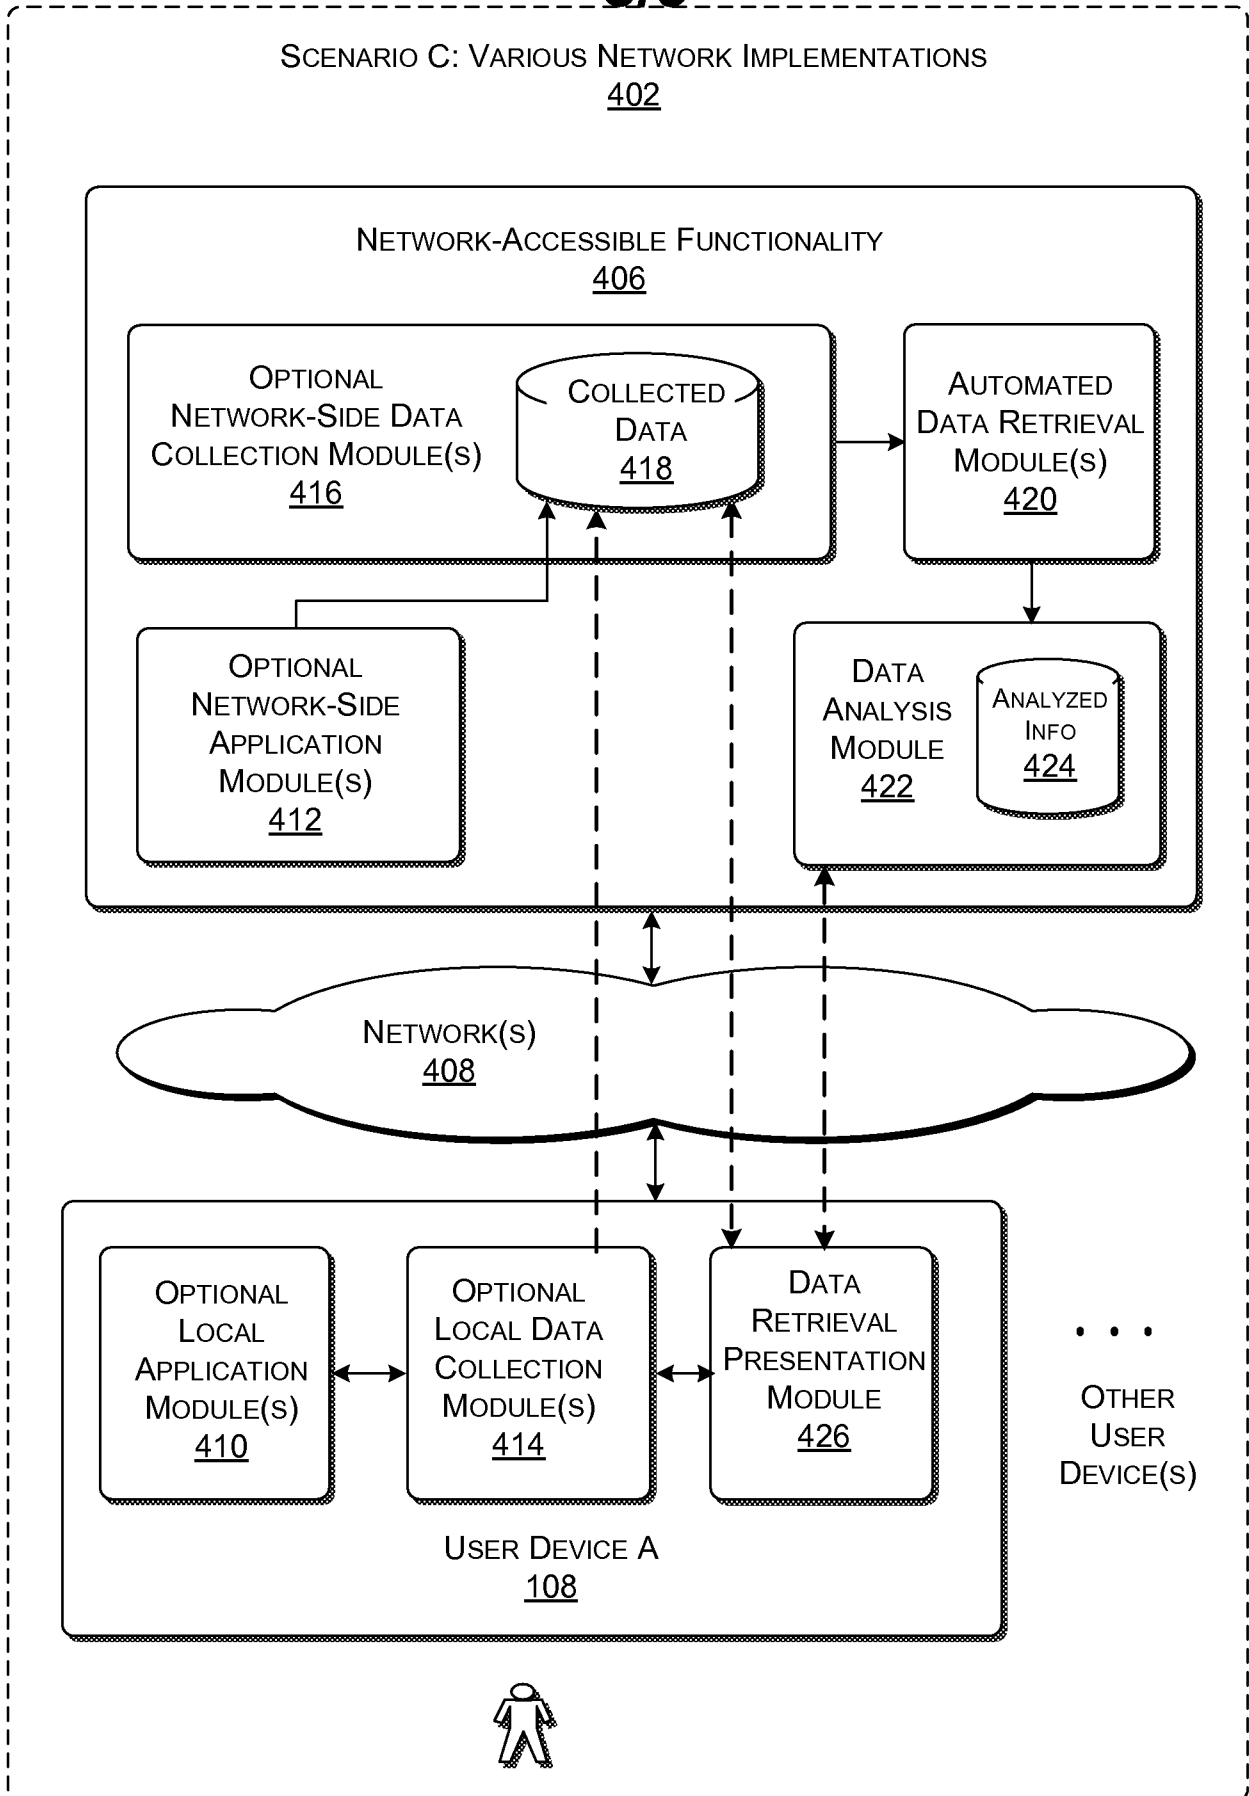 SCENARIO C: VARIOUS NETWORK IMPLEMENTATIONS
402
NETWORK-ACCESSIBLE FUNCTIONALITY
406
OPTIONAL
NETWORK-SIDE DATA
COLLECTION MODULE(S)
416
COLLECTED
DATA
418
AUTOMATED
DATA RETRIEVAL
MODULE(S)
420
OPTIONAL
NETWORK-SIDE
APPLICATION
MODULE(S)
412
DATA
ANALYSIS
MODULE
422
ANALYZED
INFO
424
NETWORK(S)
408
OPTIONAL
LOCAL
APPLICATION
MODULE(S)
410
OPTIONAL
LOCAL DATA
COLLECTION
MODULE(S)
414
DATA
RETRIEVAL
PRESENTATION
MODULE
426
. . .
OTHER
USER
DEVICE(S)
USER DEVICE A
108